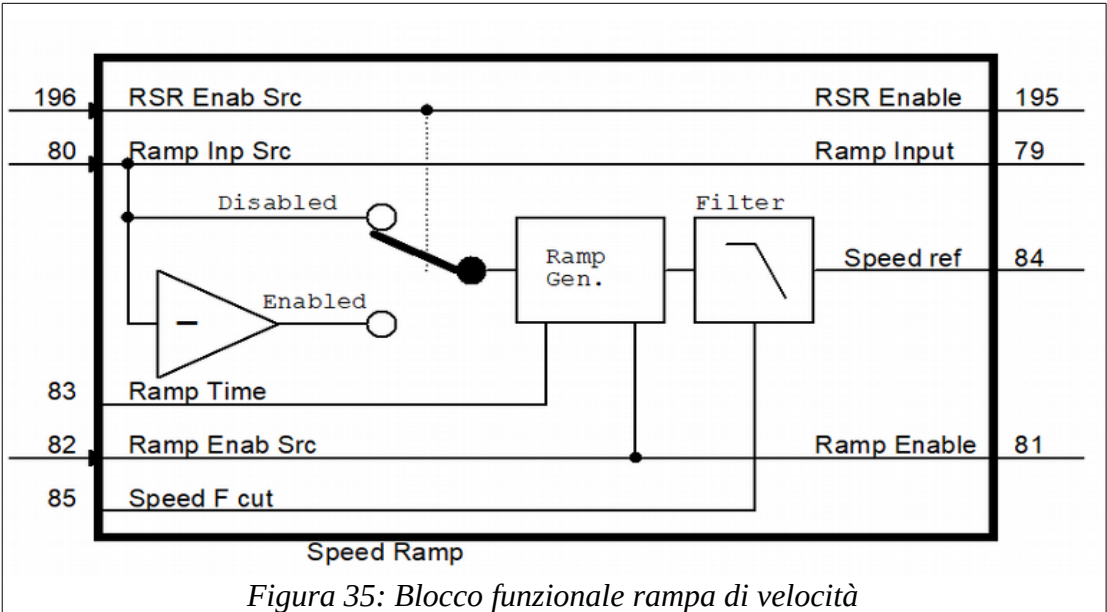 196 RSR Enab Src RSR Enable 195
80 Ramp Inp Src Ramp Input 79
Disabled Filter
Ramp Gen.
Speed ref 84
Enabled
83 Ramp Time
82 Ramp Enab Src Ramp Enable 81
85 Speed F cut
Speed Ramp
Figura 35: Blocco funzionale rampa di velocità